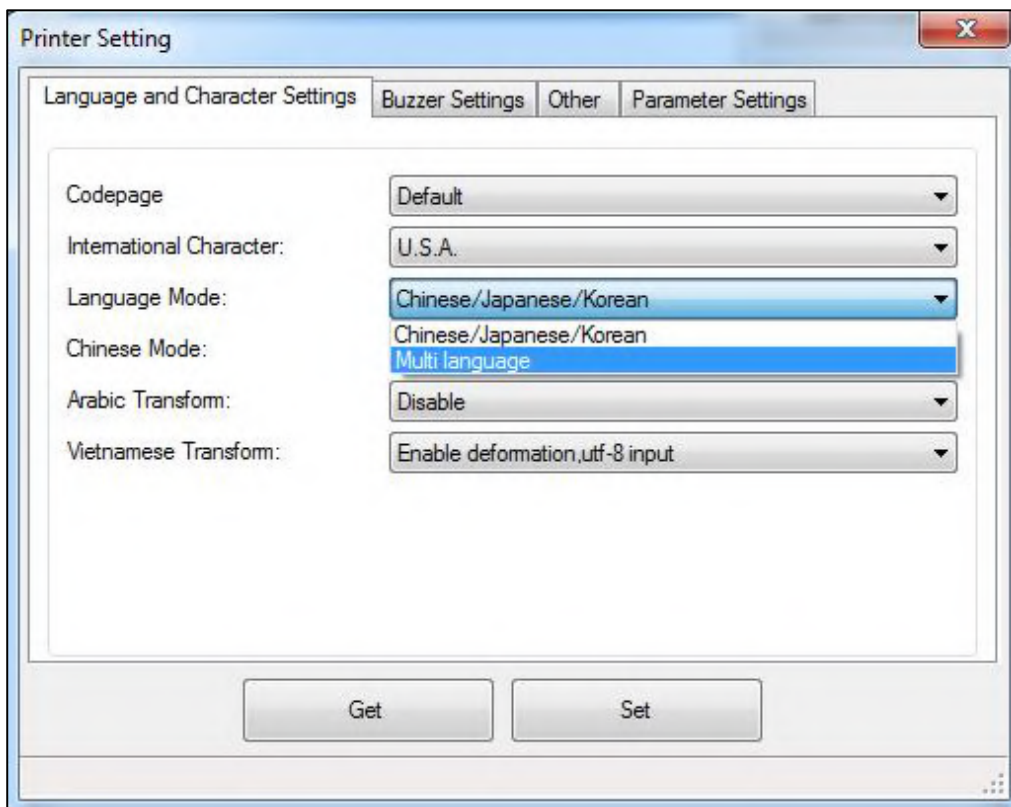 Printer Setting
Language and Character Settings Buzzer Settings Other Parameter Settings
Codepage Default
International Character: U.S.A.
Language Mode: Chinese/Japanese/Korean
Chinese/Japanese/Korean
Chinese Mode:
Multi language
Arabic Transform: Disable
Vietnamese Transform: Enable deformation,utf-8 input
Get Set